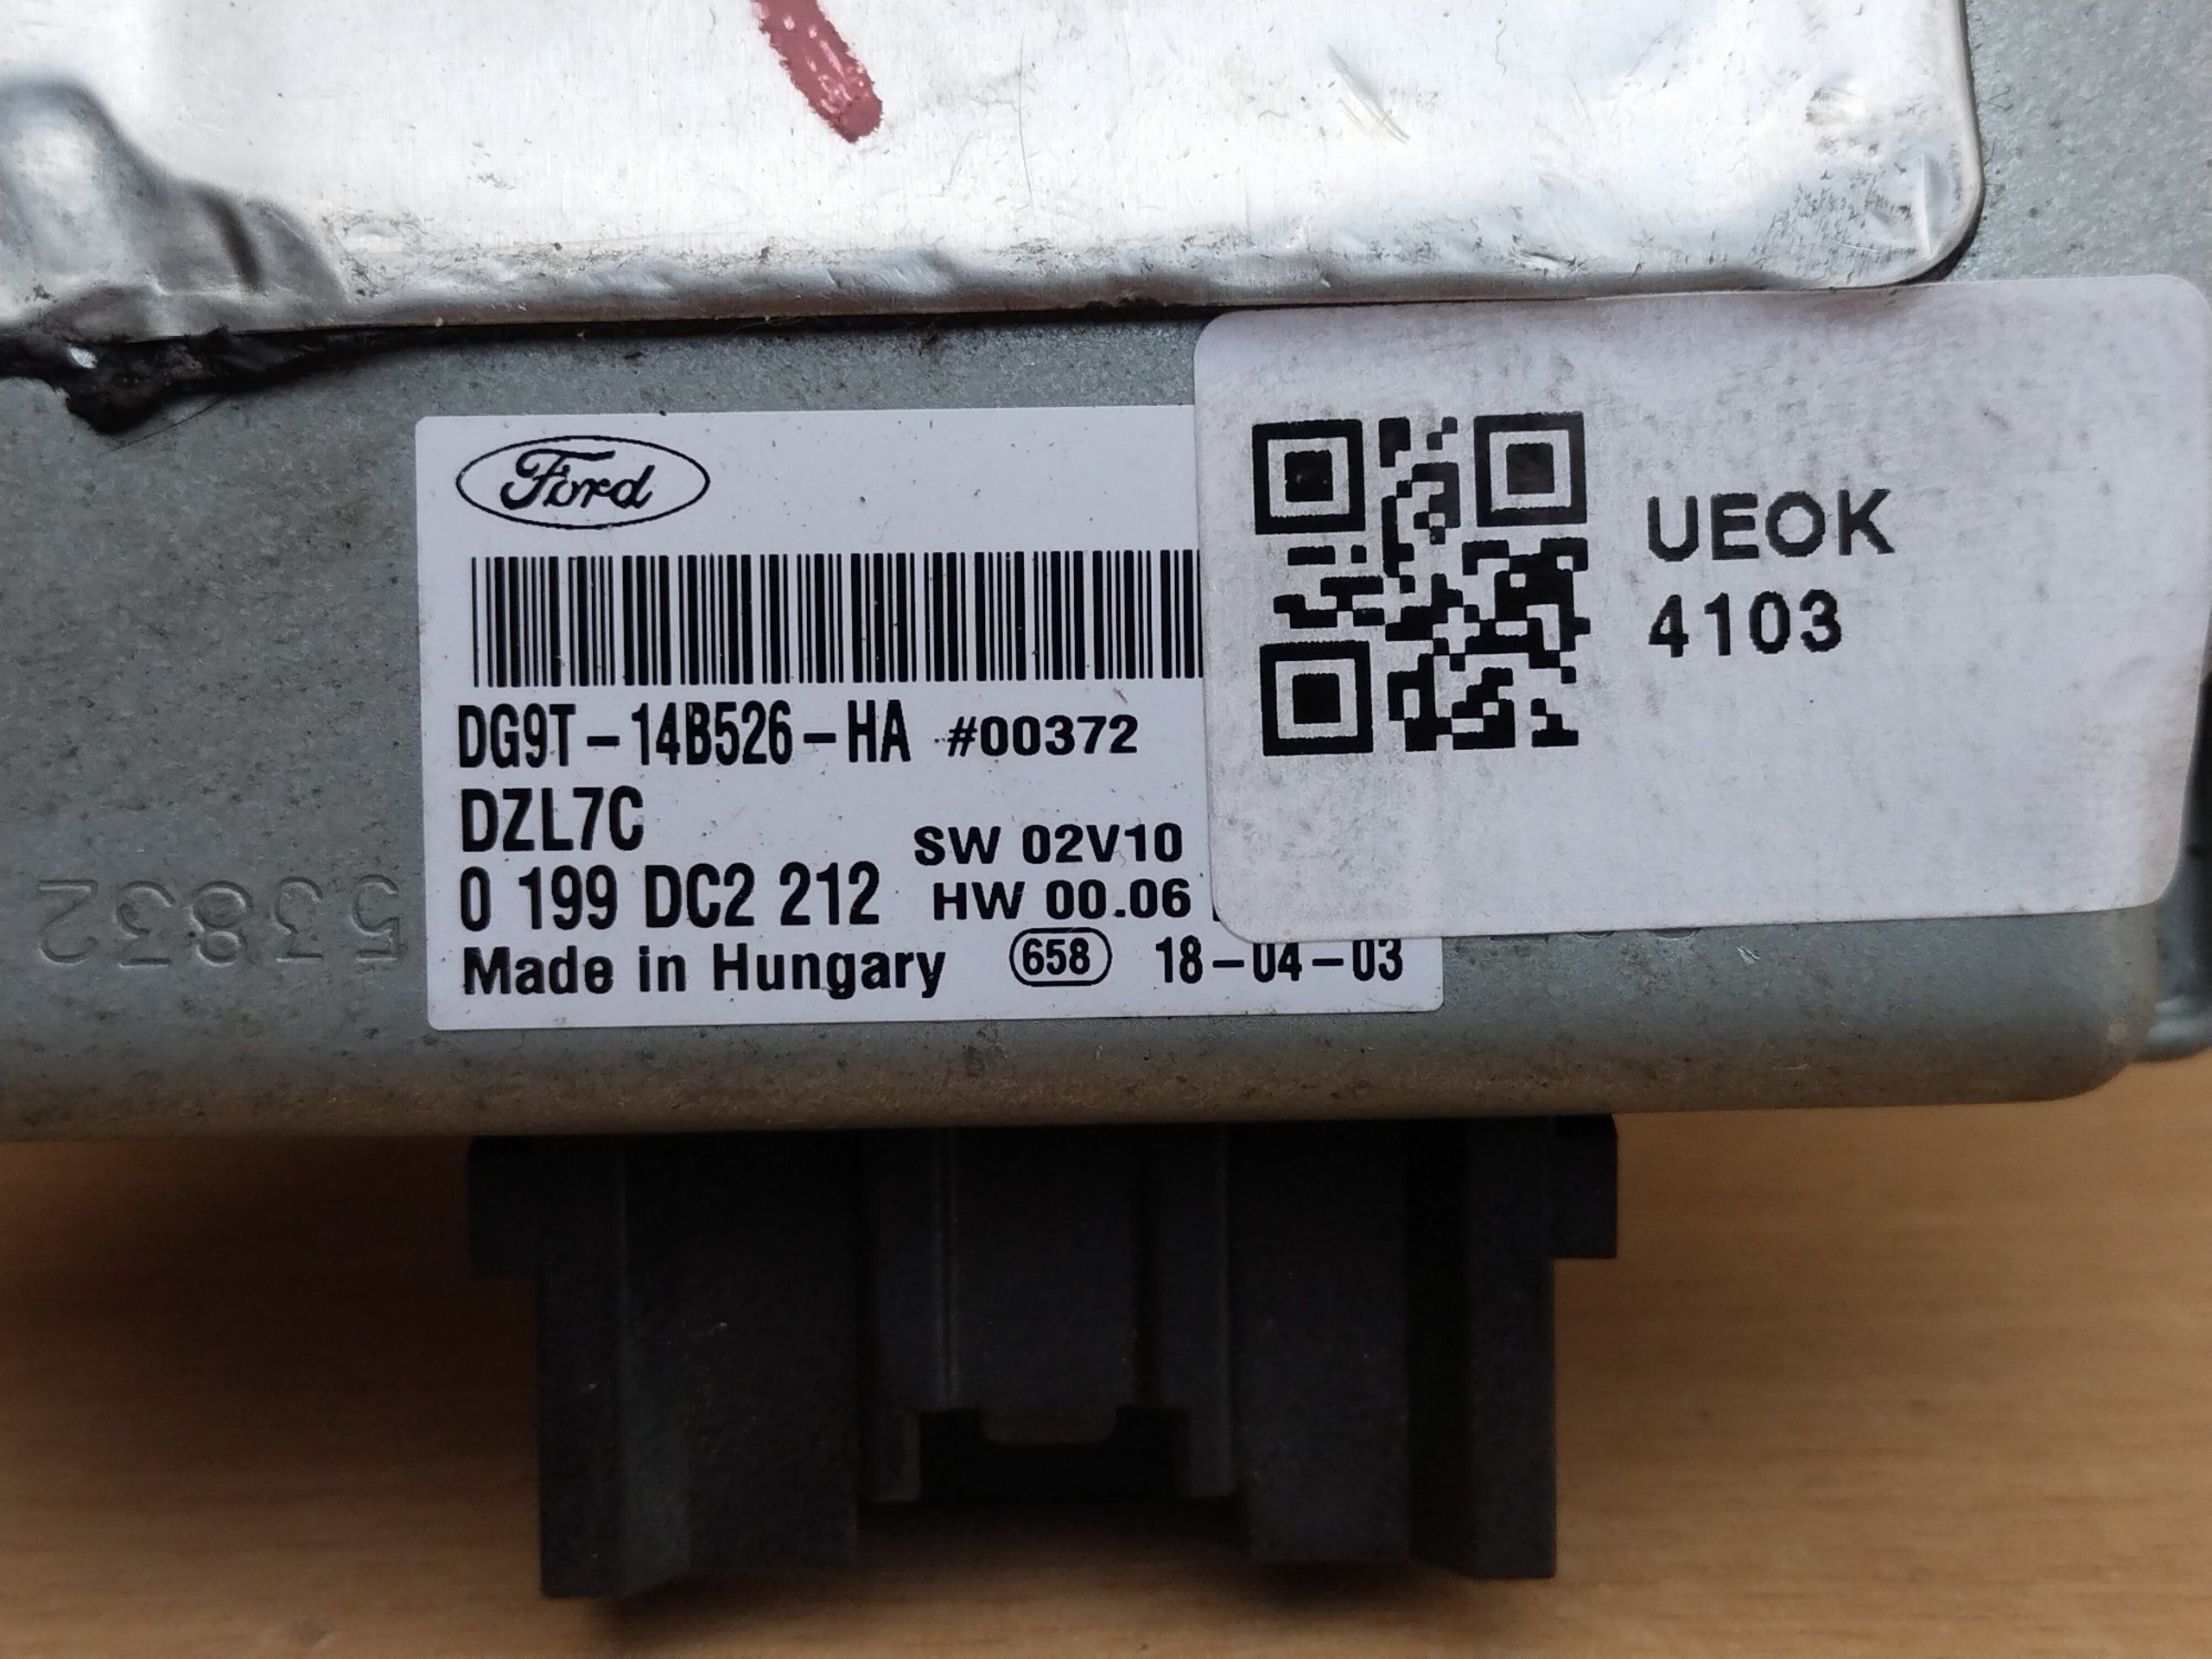 Ford
DG9T-14B526-HA #00372
DZL7C
SW 02V10
0 199 DC2 212
HW 00.06
Made in Hungary 658 18-04-03
UEOK
4103
53832